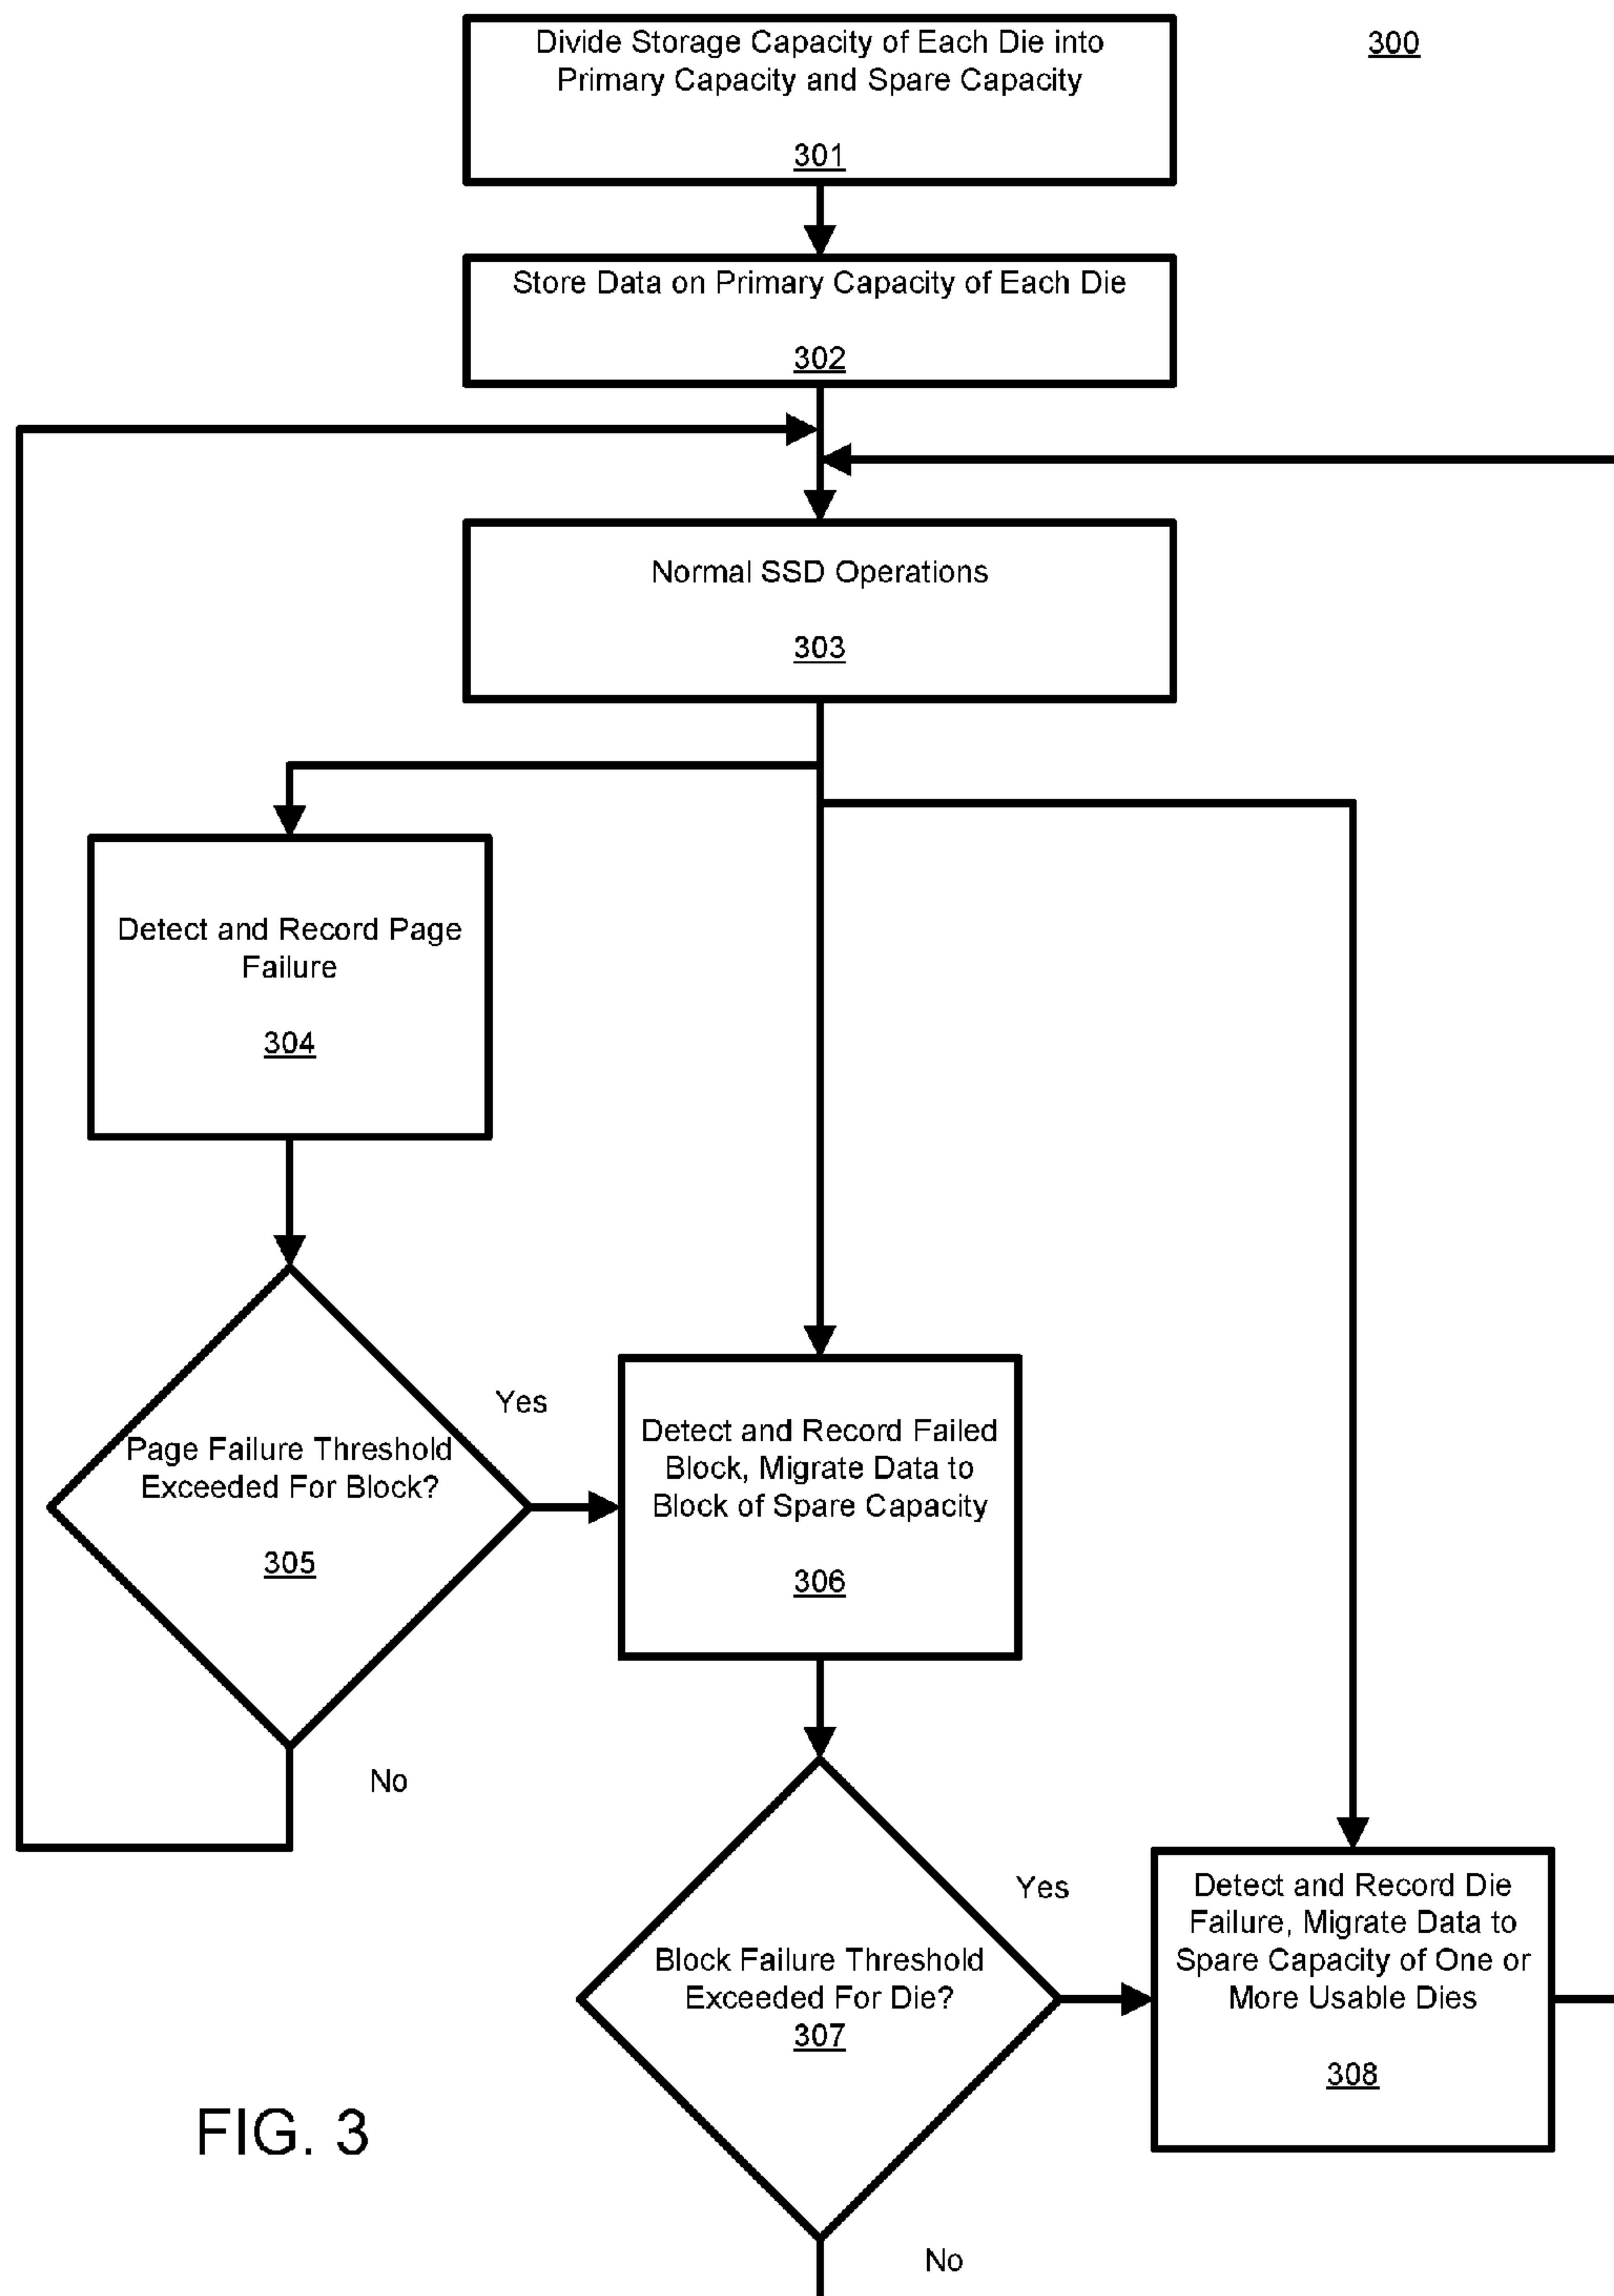 Divide Storage Capacity of Each Die into
Primary Capacity and Spare Capacity
301
300
Store Data on Primary Capacity of Each Die
302
Normal SSD Operations
303
Detect and Record Page
Failure
304
Page Failure Threshold
Exceeded For Block?
305
Yes
No
Detect and Record Failed
Block, Migrate Data to
Block of Spare Capacity
306
Block Failure Threshold
Exceeded For Die?
307
Yes
No
Detect and Record Die
Failure, Migrate Data to
Spare Capacity of One or
More Usable Dies
308
FIG. 3